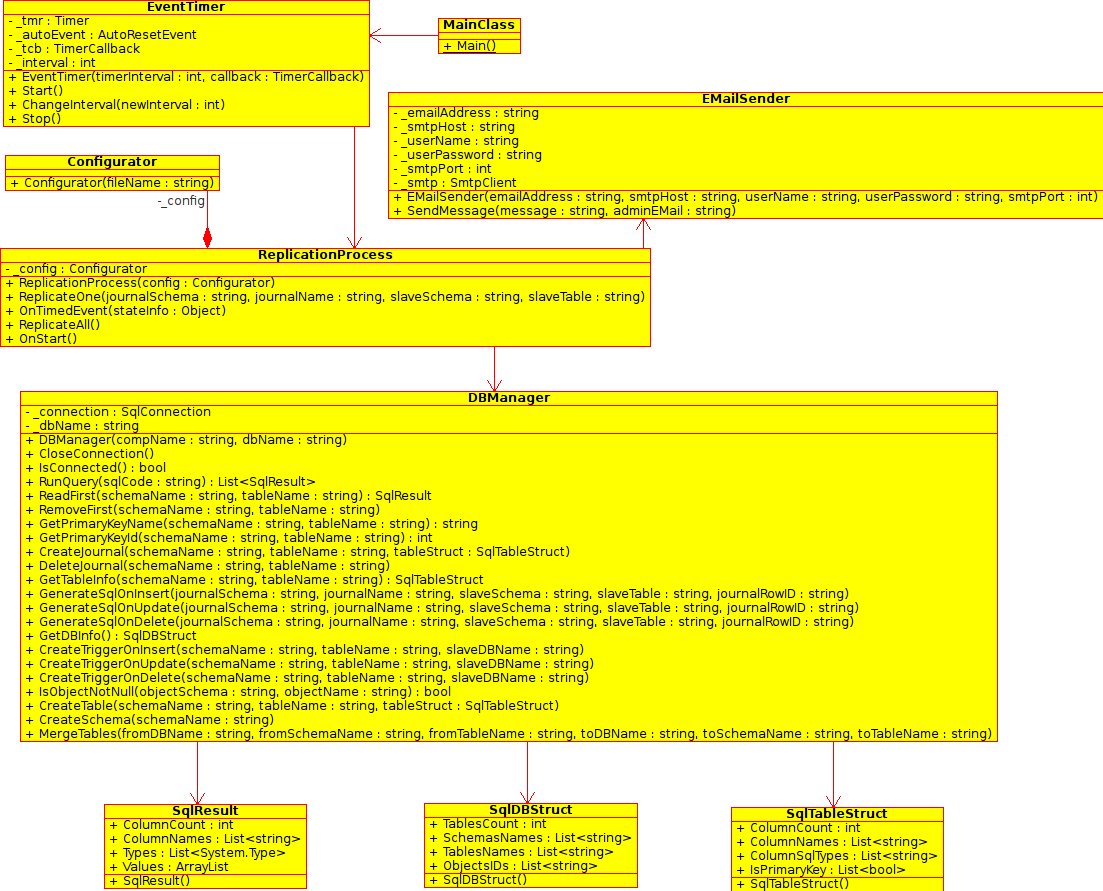 EventTimer
- _tmr : Timer
- _autoEvent : AutoResetEvent
- _tcb : TimerCallback
- _interval : int
+ EventTimer(timerInterval : int, callback : TimerCallback)
+ Start()
+ ChangeInterval(newInterval : int)
+ Stop()
MainClass
+ Main()
EMailSender
- _emailAddress : string
- _smtpHost : string
- _userName : string
- _userPassword : string
- _smtpPort : int
- _smtp : SmtpClient
+ EMailSender(emailAddress : string, smtpHost : string, userName : string, userPassword : string, smtpPort : int)
+ SendMessage(message : string, adminEMail : string)
Configurator
+ Configurator(fileName : string)
-_config
ReplicationProcess
- _config : Configurator
+ ReplicationProcess(config : Configurator)
+ ReplicateOne(journalSchema : string, journalName : string, slaveSchema : string, slaveTable : string)
+ OnTimedEvent(stateInfo : Object)
+ ReplicateAll()
+ OnStart()
DBManager
- _connection : SqlConnection
- _dbName : string
+ DBManager(compName : string, dbName : string)
+ CloseConnection()
+ IsConnected() : bool
+ RunQuery(sqlCode : string) : List<SqlResult>
+ ReadFirst(schemaName : string, tableName : string) : SqlResult
+ RemoveFirst(schemaName : string, tableName : string)
+ GetPrimaryKeyName(schemaName : string, tableName : string) : string
+ GetPrimaryKeyId(schemaName : string, tableName : string) : int
+ CreateJournal(schemaName : string, tableName : string, tableStruct : SqlTableStruct)
+ DeleteJournal(schemaName : string, tableName : string)
+ GetTableInfo(schemaName : string, tableName : string) : SqlTableStruct
+ GenerateSqlOnInsert(journalSchema : string, journalName : string, slaveSchema : string, slaveTable : string, journalRowID : string)
+ GenerateSqlOnUpdate(journalSchema : string, journalName : string, slaveSchema : string, slaveTable : string, journalRowID : string)
+ GenerateSqlOnDelete(journalSchema : string, journalName : string, slaveSchema : string, slaveTable : string, journalRowID : string)
+ GetDBInfo() : SqlDBStruct
+ CreateTriggerOnInsert(schemaName : string, tableName : string, slaveDBName : string)
+ CreateTriggerOnUpdate(schemaName : string, tableName : string, slaveDBName : string)
+ CreateTriggerOnDelete(schemaName : string, tableName : string, slaveDBName : string)
+ IsObjectNotNull(objectSchema : string, objectName : string) : bool
+ CreateTable(schemaName : string, tableName : string, tableStruct : SqlTableStruct)
+ CreateSchema(schemaName : string)
+ MergeTables(fromDBName : string, fromSchemaName : string, fromTableName : string, toDBName : string, toSchemaName : string, toTableName : string)
SqlResult
+ ColumnCount : int
+ ColumnNames : List<string>
+ Types : List<System.Type>
+ Values : ArrayList
+ SqlResult()
SqlDBStruct
+ TablesCount : int
+ SchemasNames : List<string>
+ TablesNames : List<string>
+ ObjectsIDs : List<string>
+ SqlDBStruct()
SqlTableStruct
+ ColumnCount : int
+ ColumnNames : List<string>
+ ColumnSqlTypes : List<string>
+ IsPrimaryKey : List<bool>
+ SqlTableStruct()